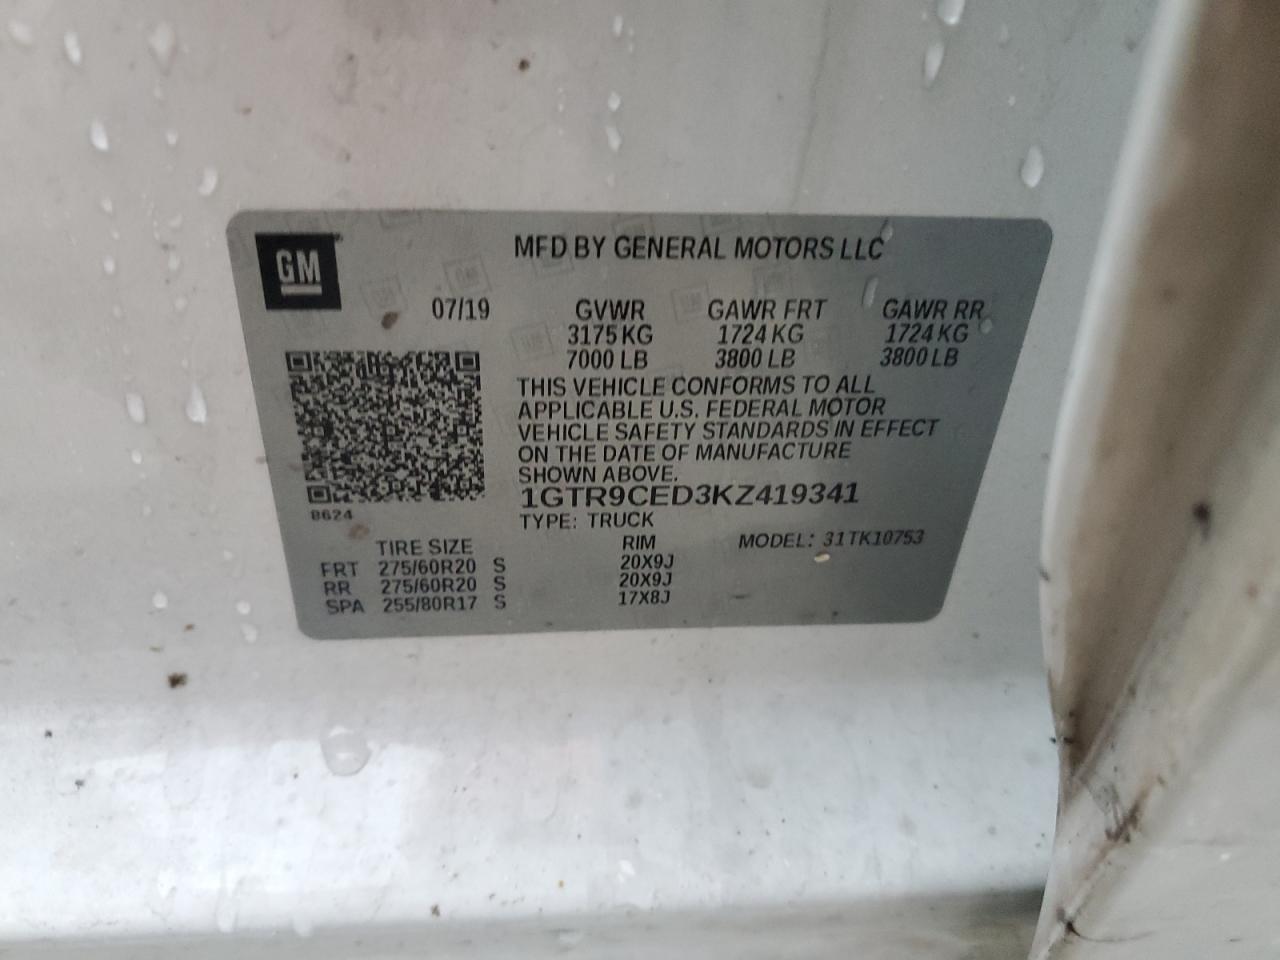 GM
MFD BY GENERAL MOTORS LLC
07/19 GVWR GAWR FRT GAWR RR
3175 KG 1724 KG 1724 KG
7000 LB 3800 LB 3800 LB
THIS VEHICLE CONFORMS TO ALL
APPLICABLE U.S. FEDERAL MOTOR
VEHICLE SAFETY STANDARDS IN EFFECT
ON THE DATE OF MANUFACTURE
SHOWN ABOVE.
1GTR9CED3KZ419341
8624
TYPE: TRUCK
TIRE SIZE RIM MODEL: 31TK10753
FRT 275/60R20 S 20X9J
RR 275/60R20 S 20X9J
SPA 255/80R17 S 17X8J